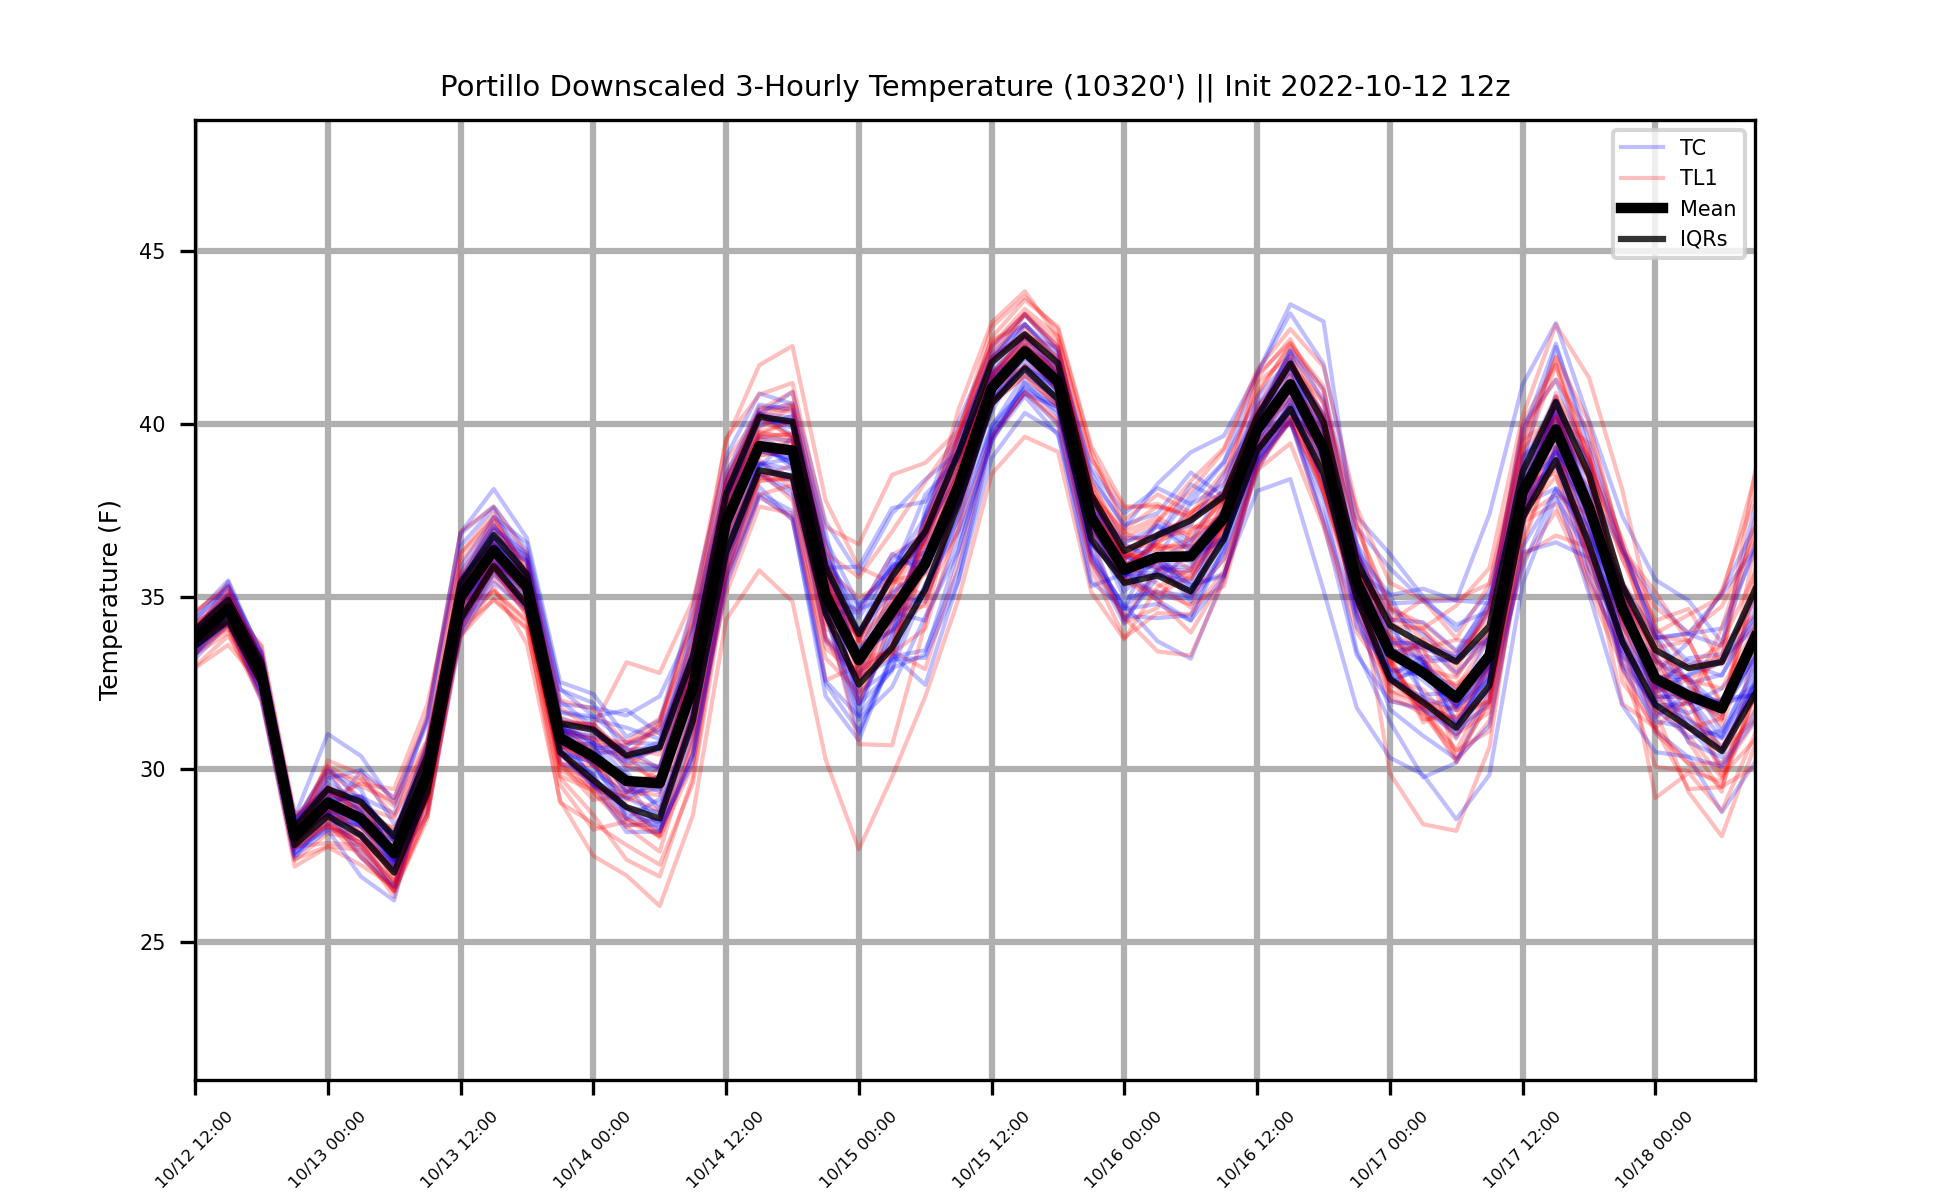 Portillo Downscaled 3-Hourly Temperature (10320') || Init 2022-10-12 12z
TC
TL1
Mean
IQRs
Temperature (F)
45
40
35
30
25
10/12 12:00
10/13 00:00
10/13 12:00
10/14 00:00
10/14 12:00
10/15 00:00
10/15 12:00
10/16 00:00
10/16 12:00
10/17 00:00
10/17 12:00
10/18 00:00